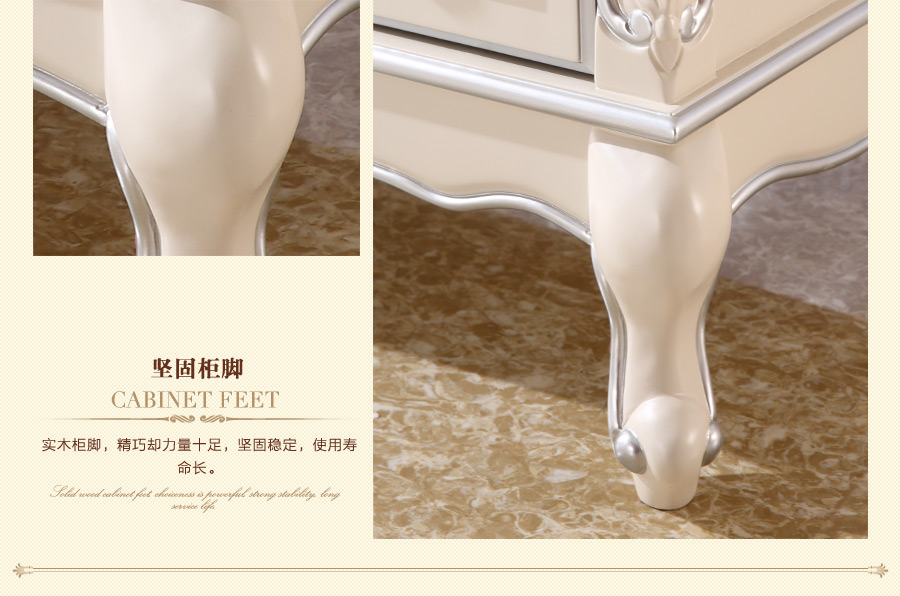 坚固柜脚
CABINET FEET
实木柜脚，精巧却力量十足，坚固稳定，使用寿
命长。
Solid wood cabinet feet, choiceness is powerful, strong stability, long
service life.